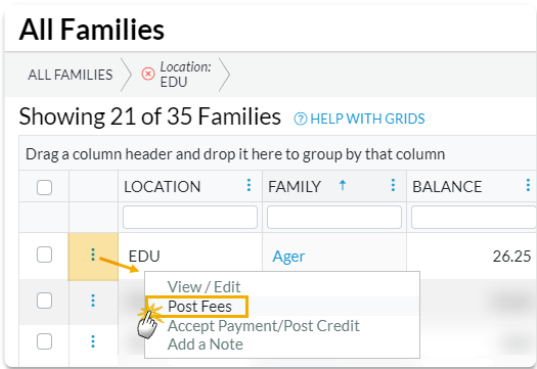 All Families
ALL FAMILIES
Location:
EDU
Showing 21 of 35 Families
HELP WITH GRIDS
Drag a column header and drop it here to group by that column
LOCATION FAMILY BALANCE
EDU Ager 26.25
View / Edit
Post Fees
Accept Payment/Post Credit
Add a Note